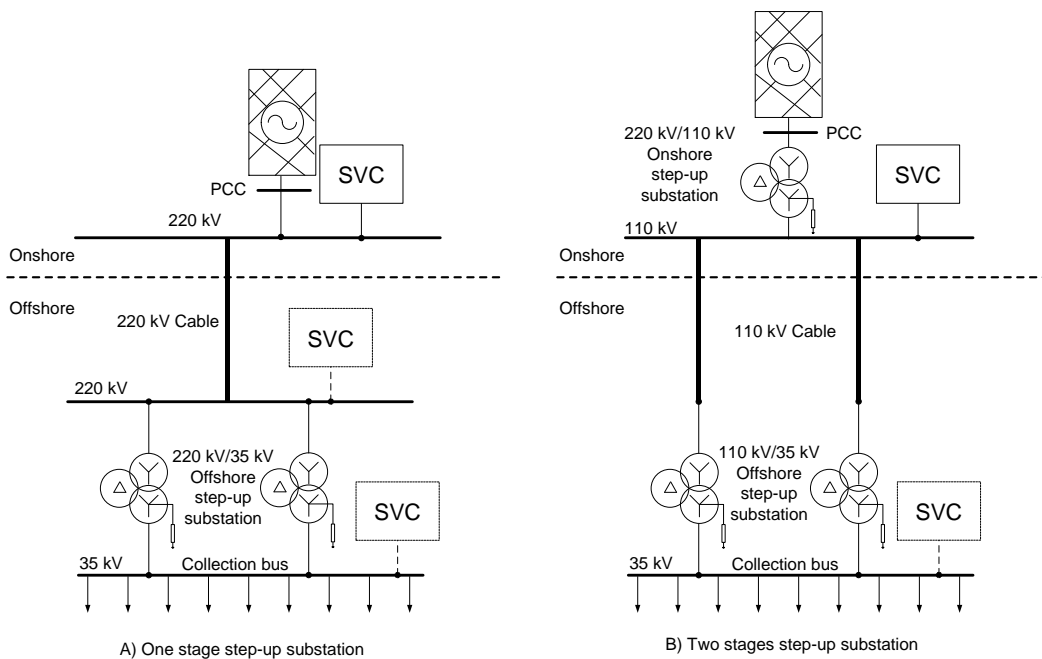 SVC
PCC
220 kV
Onshore
Offshore
220 kV Cable
SVC
220 kV
220 kV/35 kV
Offshore
step-up
substation
SVC
35 kV
Collection bus
A) One stage step-up substation
220 kV/110 kV
Onshore
step-up
substation
PCC
SVC
110 kV
Onshore
Offshore
110 kV Cable
110 kV/35 kV
Offshore
step-up
substation
SVC
35 kV
Collection bus
B) Two stages step-up substation